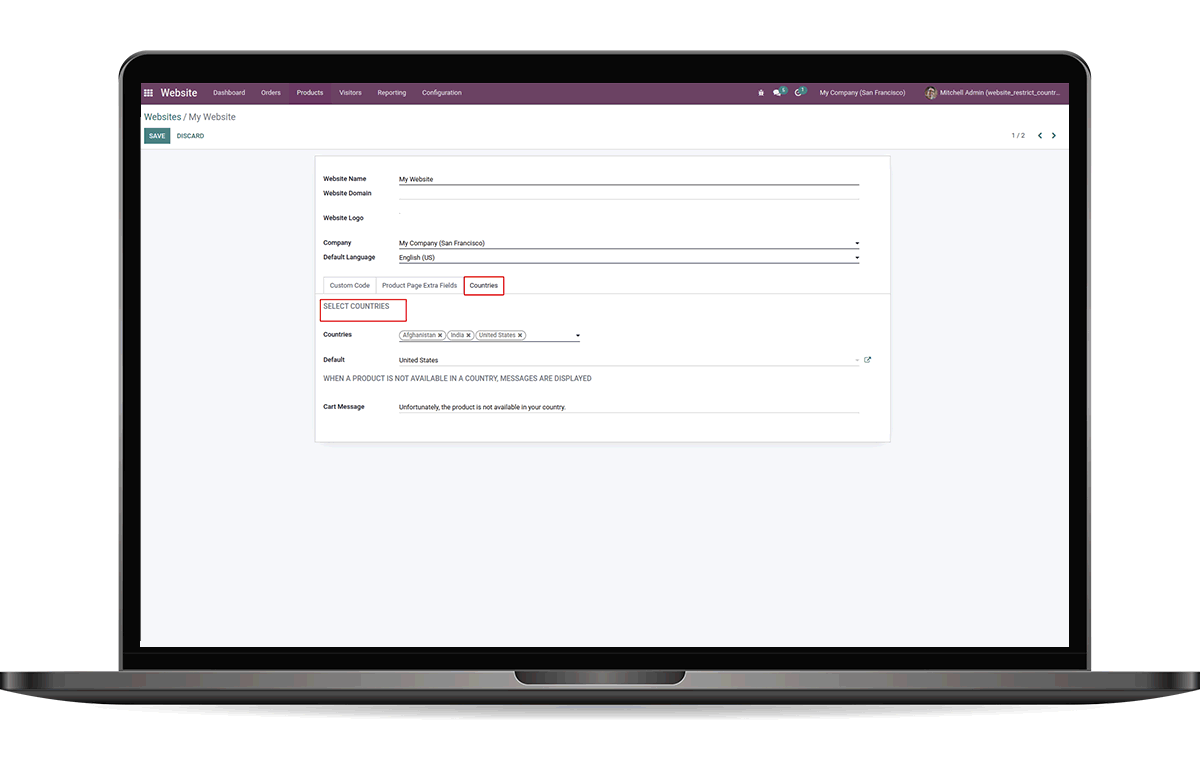 Website Dashboard Orders Products Visitors Reporting Configuration 5 1 My Company (San Francisco) Mitchell Admin (website_restrict_countr...
Websites / My Website
SAVE DISCARD 1 / 2
Website Name My Website
Website Domain
Website Logo
Company My Company (San Francisco)
Default Language English (US)
Custom Code Product Page Extra Fields Countries
SELECT COUNTRIES
Countries Afghanistan India United States
Default United States
WHEN A PRODUCT IS NOT AVAILABLE IN A COUNTRY, MESSAGES ARE DISPLAYED
Cart Message Unfortunately, the product is not available in your country.